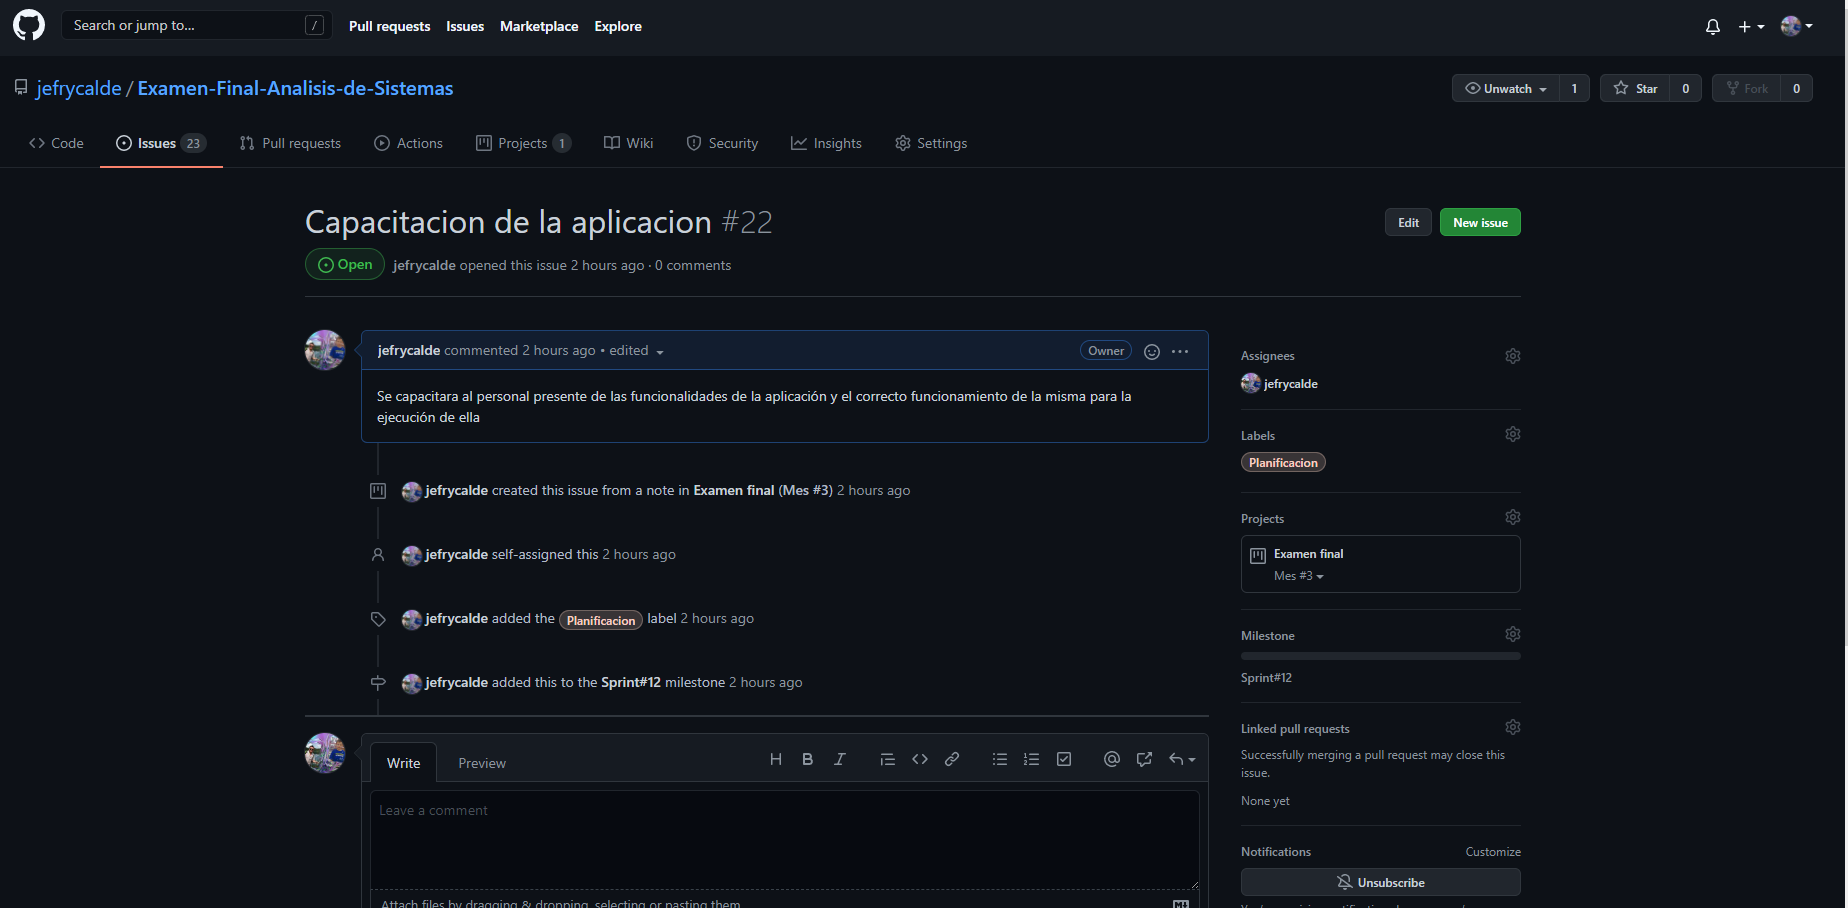 Search or jump to... /
Pull requests Issues Marketplace Explore
jefrycalde / Examen-Final-Analisis-de-Sistemas
Unwatch 1 Star 0 Fork 0
Code Issues 23 Pull requests Actions Projects 1 Wiki Security Insights Settings
Capacitacion de la aplicacion #22
Edit New issue
Open jefrycalde opened this issue 2 hours ago · 0 comments
jefrycalde commented 2 hours ago • edited
Owner
Se capacitara al personal presente de las funcionalidades de la aplicación y el correcto funcionamiento de la misma para la
ejecución de ella
jefrycalde created this issue from a note in Examen final (Mes #3) 2 hours ago
jefrycalde self-assigned this 2 hours ago
jefrycalde added the Planificacion label 2 hours ago
jefrycalde added this to the Sprint#12 milestone 2 hours ago
Write Preview
Leave a comment
Attach files by dragging & dropping, selecting or pasting them.
Assignees
jefrycalde
Labels
Planificacion
Projects
Examen final
Mes #3
Milestone
Sprint#12
Linked pull requests
Successfully merging a pull request may close this
issue.
None yet
Notifications Customize
Unsubscribe